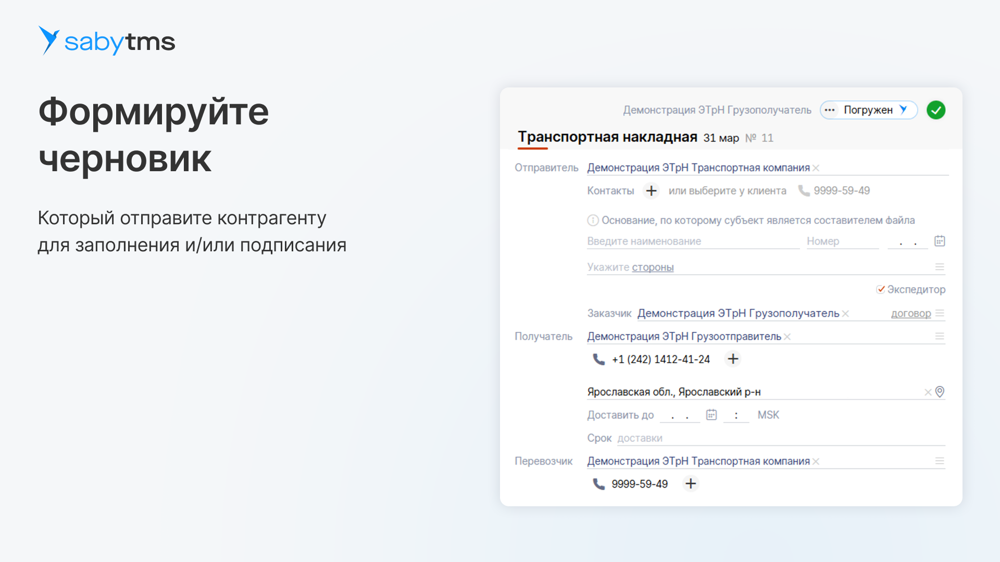 sabytms
Формируйте
черновик
Который отправите контрагенту
для заполнения и/или подписания
Демонстрация ЭТрН Грузополучатель ••• Погружен
Транспортная накладная 31 мар № 11
Отправитель Демонстрация ЭТрН Транспортная компания ×
Контакты + или выберите у клиента 9999-59-49
Основание, по которому субъект является составителем файла
Введите наименование Номер . .
Укажите стороны
Экспедитор
Заказчик Демонстрация ЭТрН Грузополучатель × договор
Получатель Демонстрация ЭТрН Грузоотправитель ×
+1 (242) 1412-41-24 +
Ярославская обл., Ярославский р-н ×
Доставить до . . : MSK
Срок доставки
Перевозчик Демонстрация ЭТрН Транспортная компания ×
9999-59-49 +